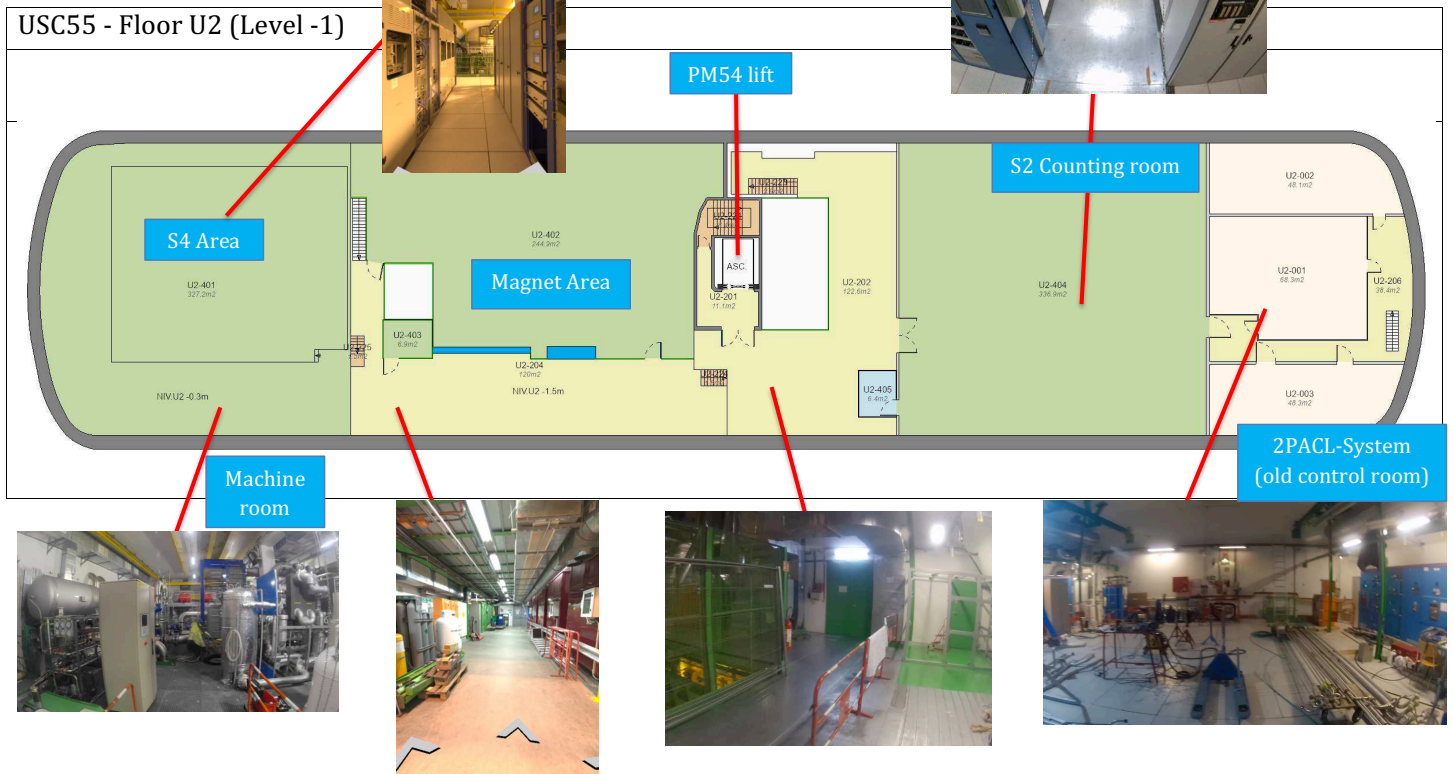 USC55 - Floor U2 (Level -1)
PM54 lift
S2 Counting room
U2-002
48.1m2
S4 Area
U2-402
244.9m2
ASC.
U2-401
327.2m2
Magnet Area
U2-201
11.1m2
U2-202
122.6m2
U2-404
336.9m2
U2-001
68.3m2
U2-206
38.4m2
U2-403
6.9m2
U2-204
120m2
NIV.U2 -0.3m
NIV.U2 -1.5m
U2-405
6.4m2
U2-003
48.3m2
Machine
room
2PACL-System
(old control room)